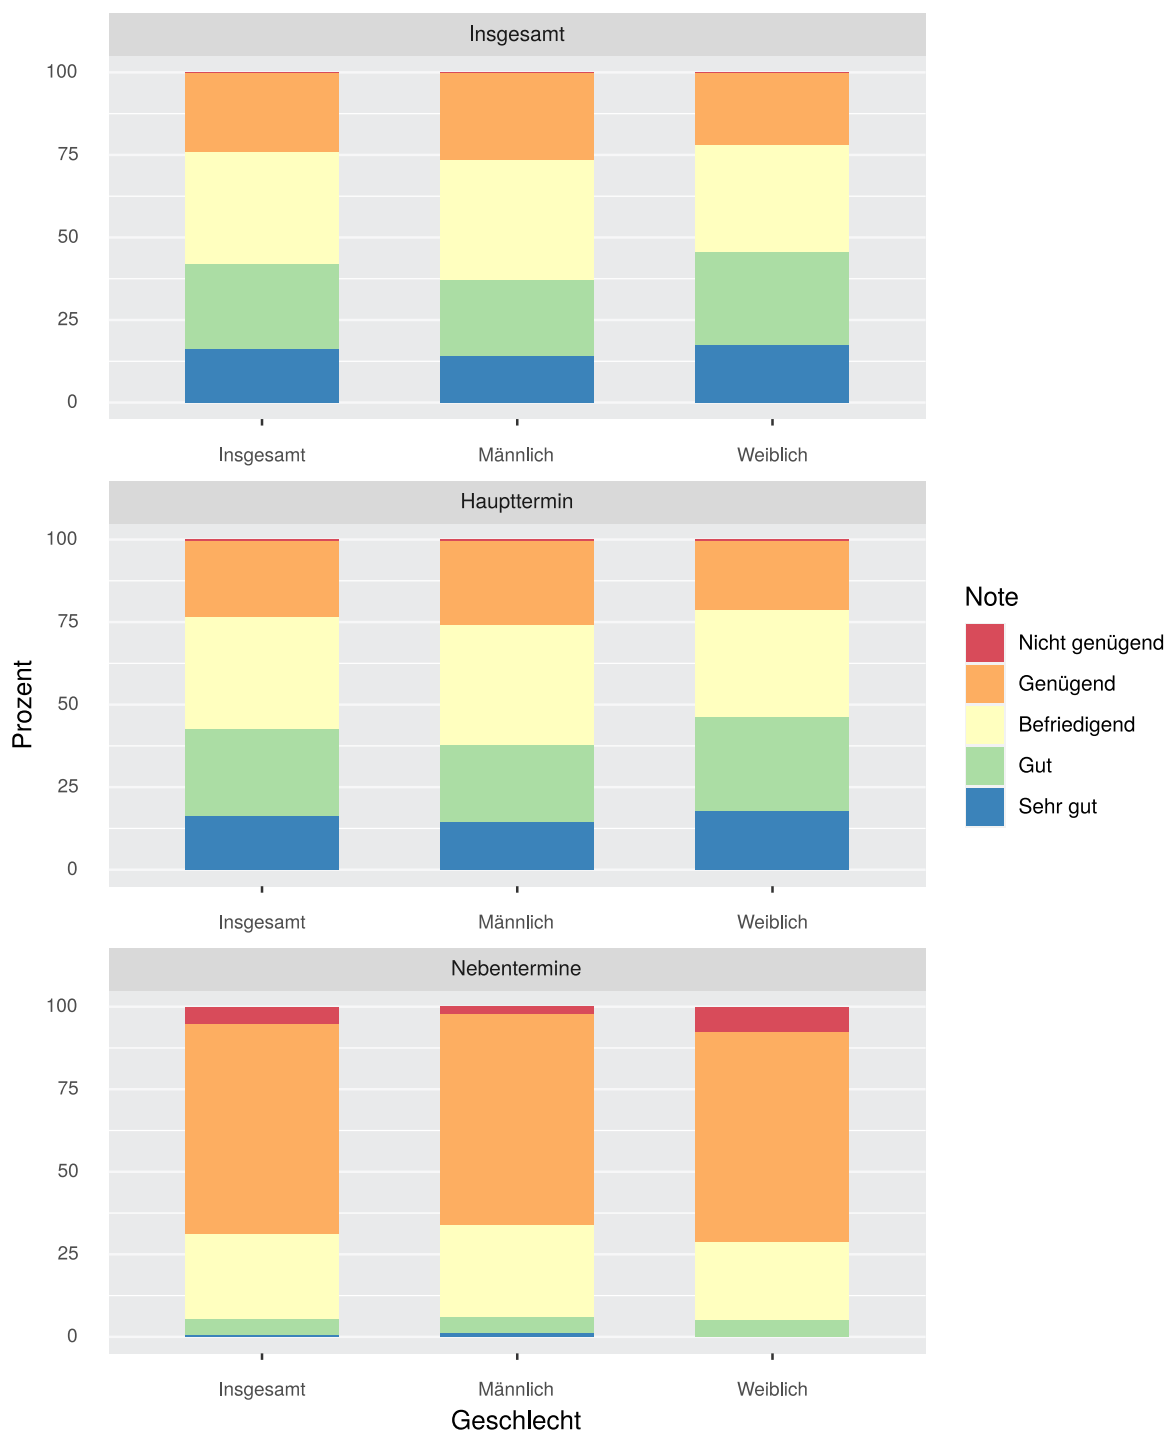 Insgesamt
100
75
50
25
0
Insgesamt Männlich Weiblich
Haupttermin
100
75
50
25
0
Insgesamt Männlich Weiblich
Nebentermine
100
75
50
25
0
Insgesamt Männlich Weiblich
Geschlecht
Prozent
Note
Nicht genügend
Genügend
Befriedigend
Gut
Sehr gut